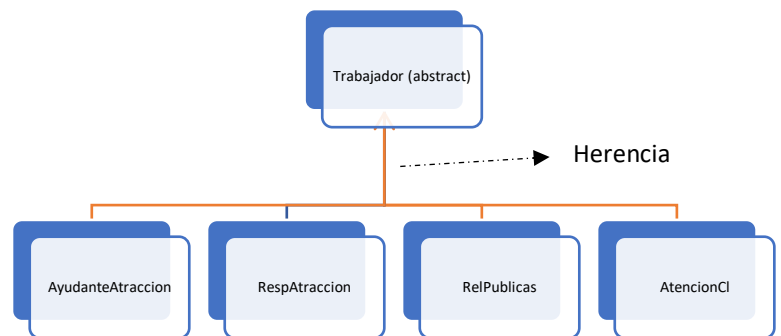 Trabajador (abstract)
Herencia
AyudanteAtraccion
RespAtraccion
RelPublicas
AtencionCl